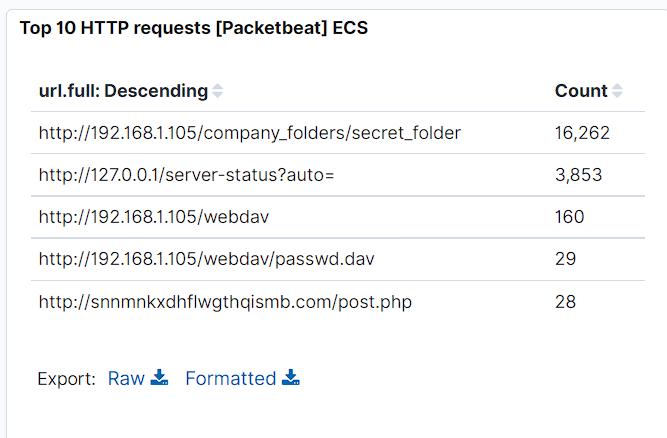 Top 10 HTTP requests [Packetbeat] ECS
url.full: Descending Count
http://192.168.1.105/company_folders/secret_folder 16,262
http://127.0.0.1/server-status?auto= 3,853
http://192.168.1.105/webdav 160
http://192.168.1.105/webdav/passwd.dav 29
http://snnmnkxdhflwgthqismb.com/post.php 28
Export: Raw Formatted